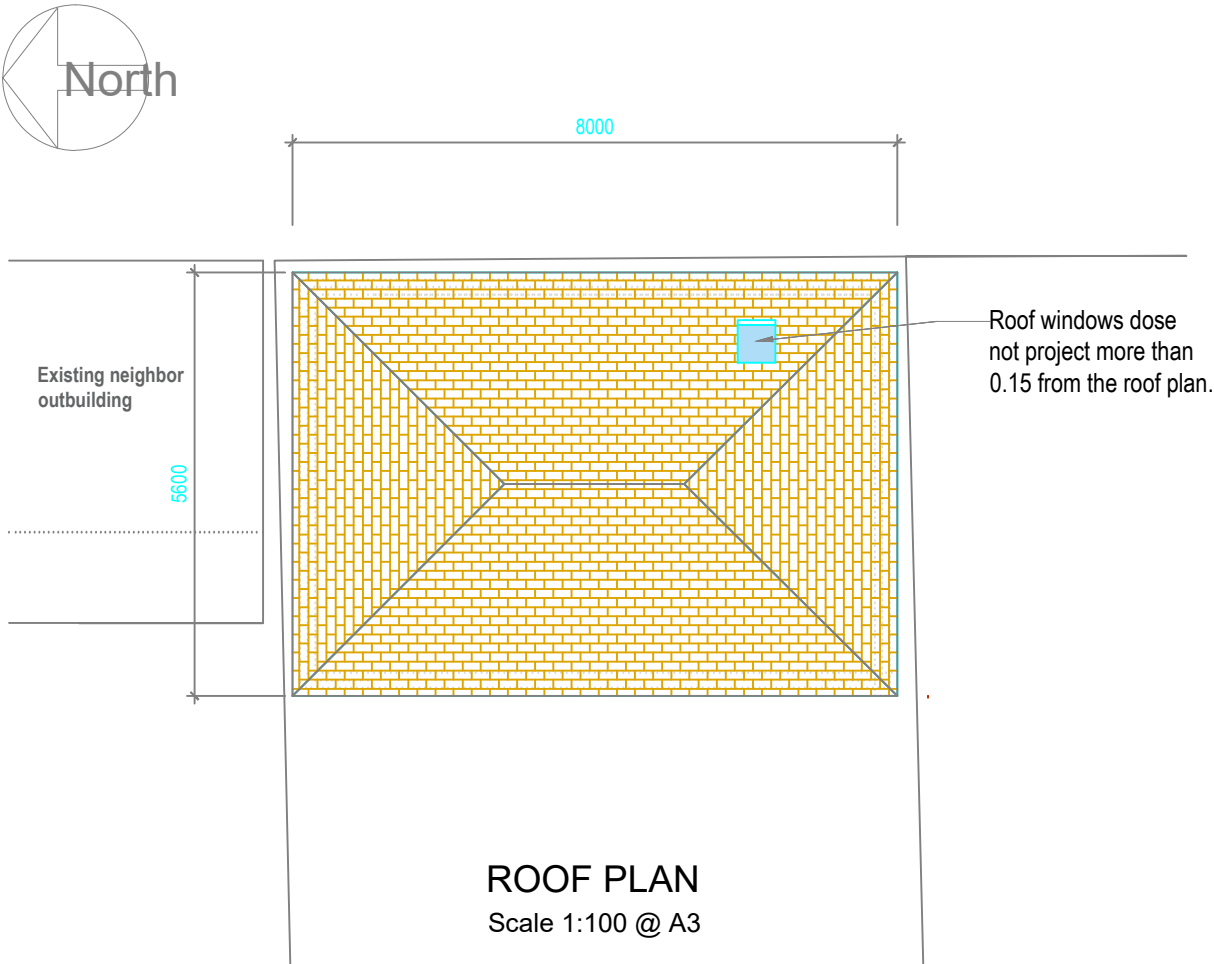 North
8000
Roof windows dose
not project more than
0.15 from the roof plan.
Existing neighbor
outbuilding
5600
ROOF PLAN
Scale 1:100 @ A3